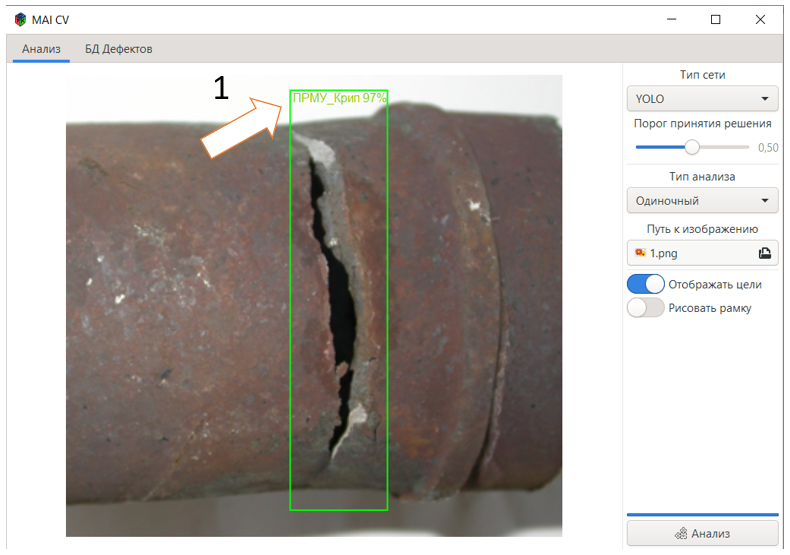 MAI CV
Анализ
БД Дефектов
1
ПРМУ_Крип 97%
Тип сети
YOLO
Порог принятия решения
0,50
Тип анализа
Одиночный
Путь к изображению
1.png
Отображать цели
Рисовать рамку
Анализ